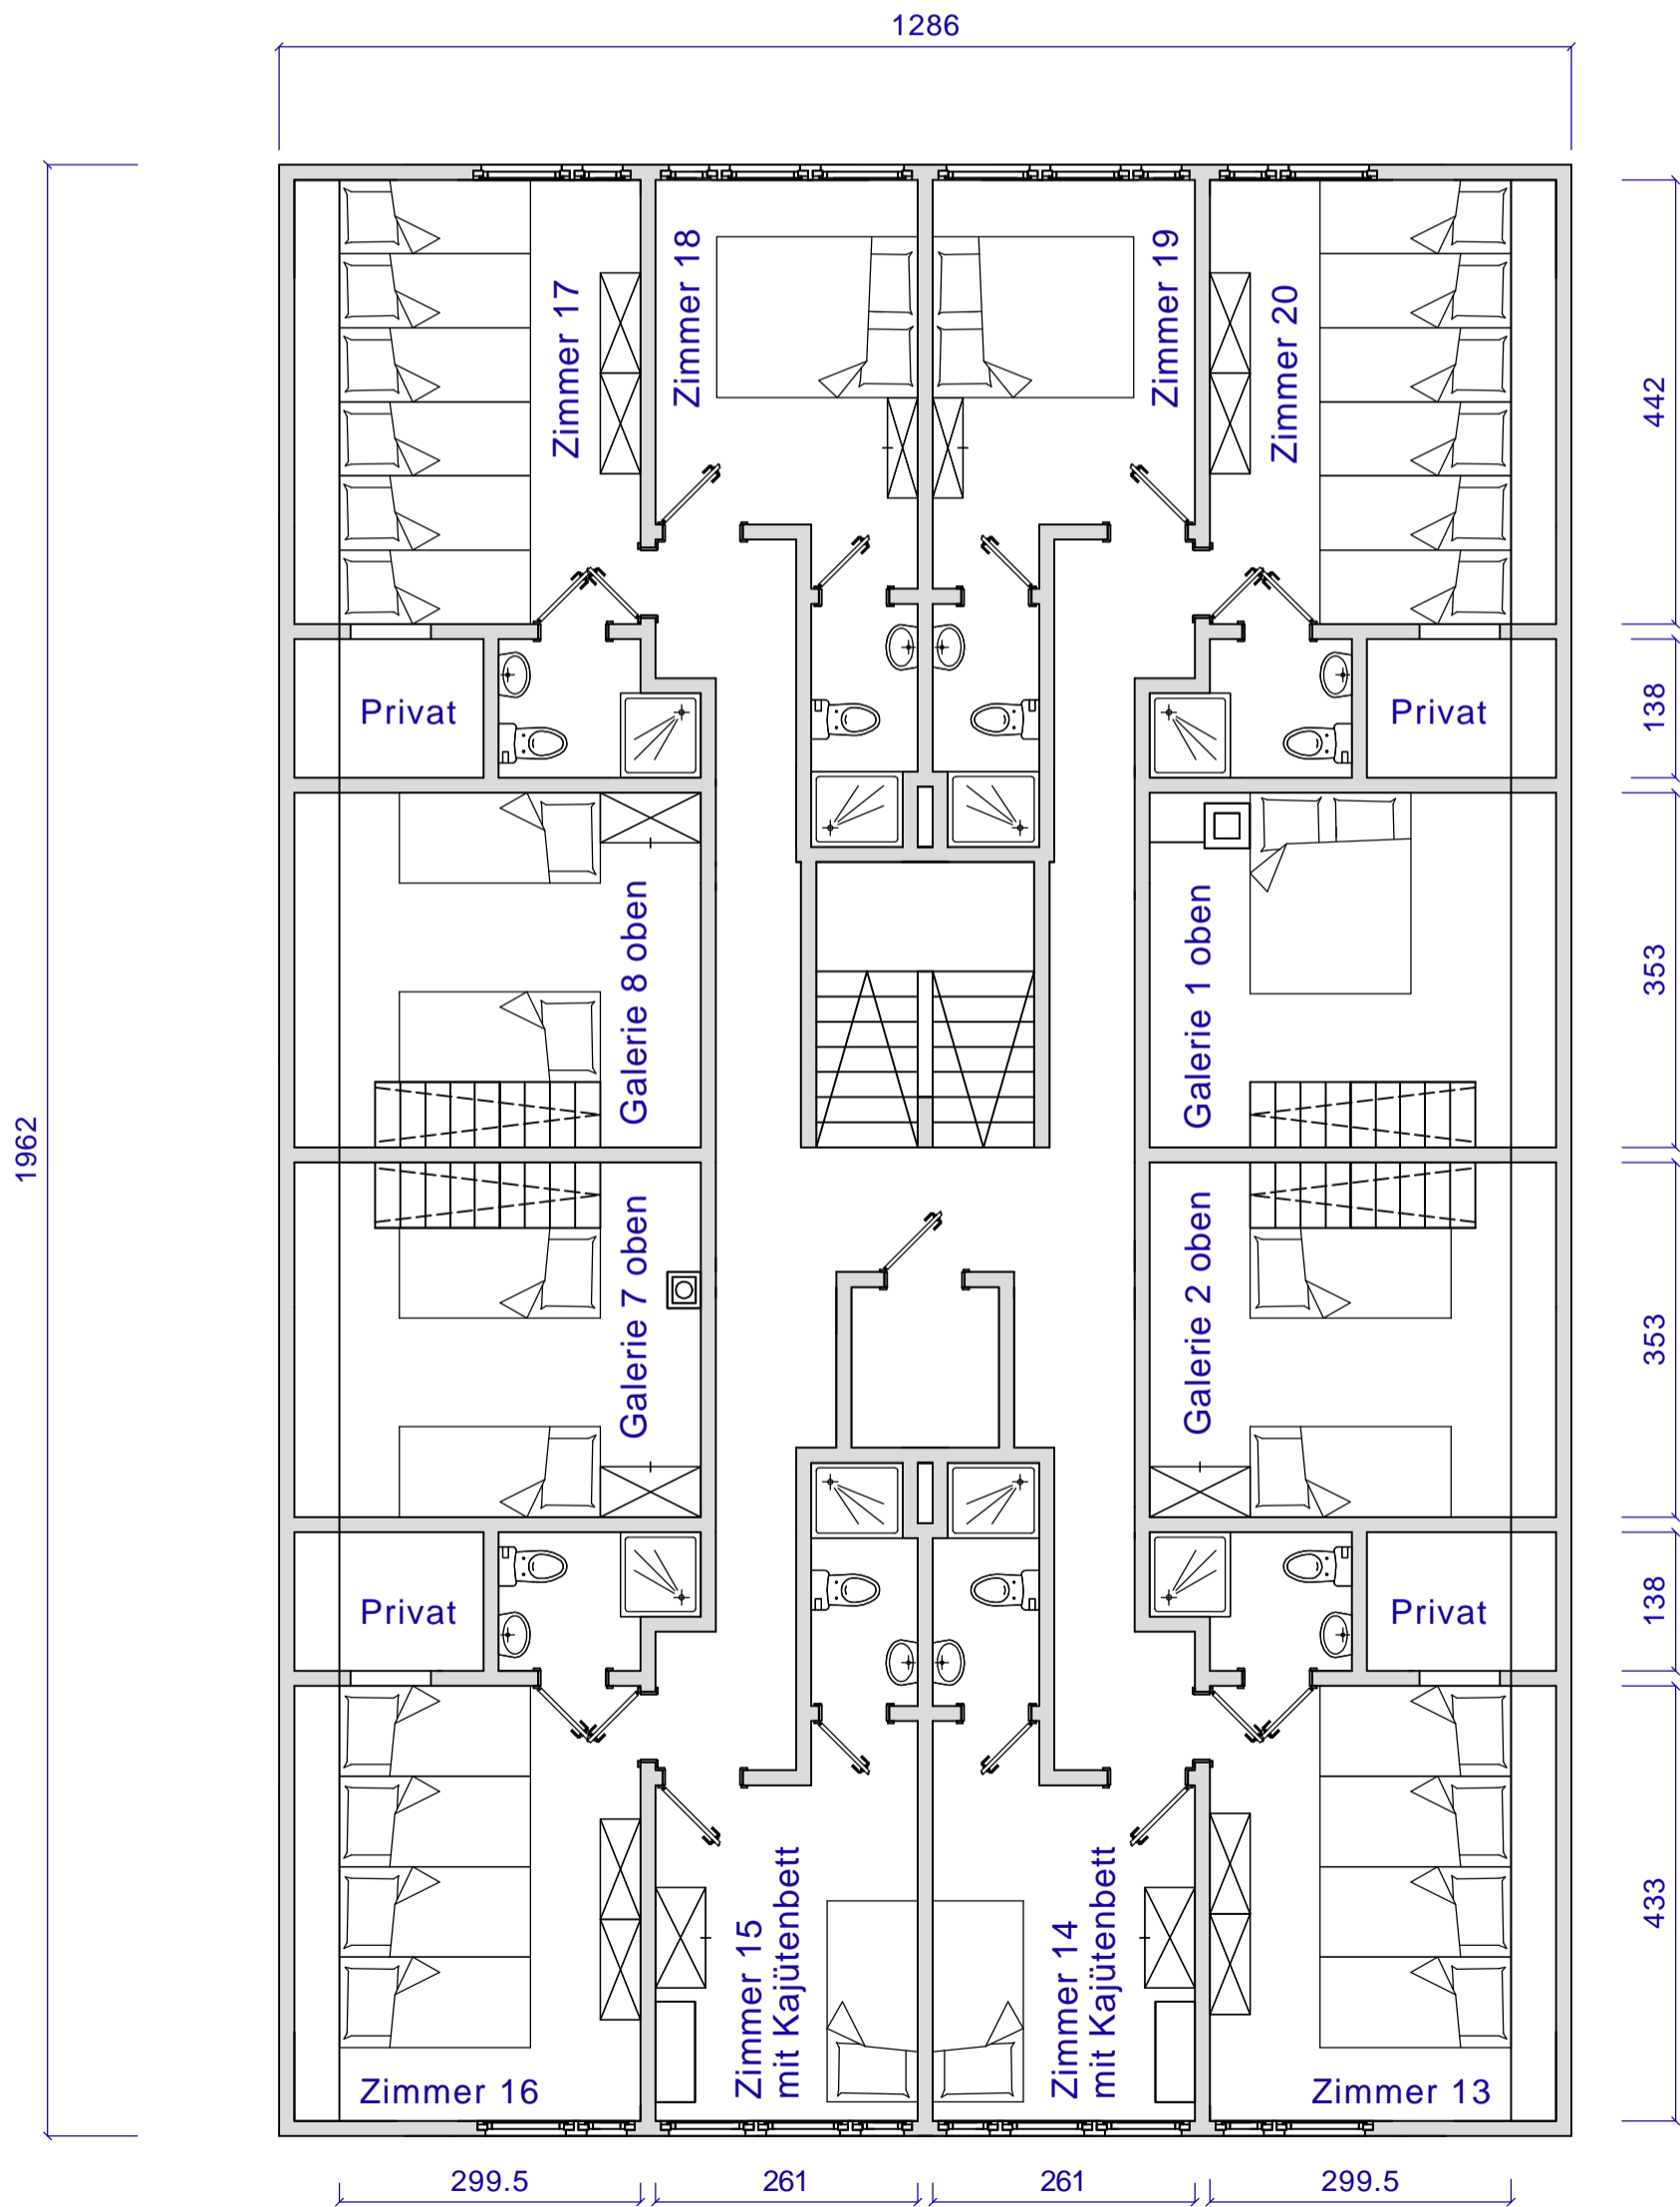 1286
1962
Zimmer 17
Zimmer 18
Zimmer 19
Zimmer 20
442
Privat
Privat
138
Galerie 8 oben
Galerie 1 oben
353
Galerie 7 oben
Galerie 2 oben
353
Privat
Privat
138
Zimmer 15
mit Kajütenbett
Zimmer 14
mit Kajütenbett
433
Zimmer 16
Zimmer 13
299.5
261
261
299.5